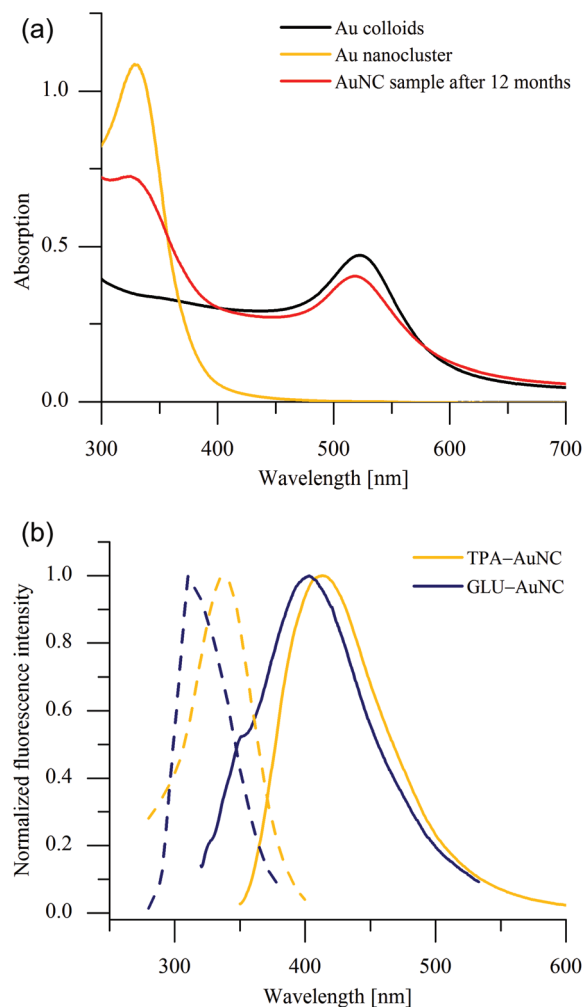 (a)
Au colloids
Au nanocluster
AuNC sample after 12 months
1.0
0.5
0.0
Absorption
300 400 500 600 700
Wavelength [nm]
(b)
TPA–AuNC
GLU–AuNC
1.0
0.8
0.6
0.4
0.2
0.0
Normalized fluorescence intensity
300 400 500 600
Wavelength [nm]